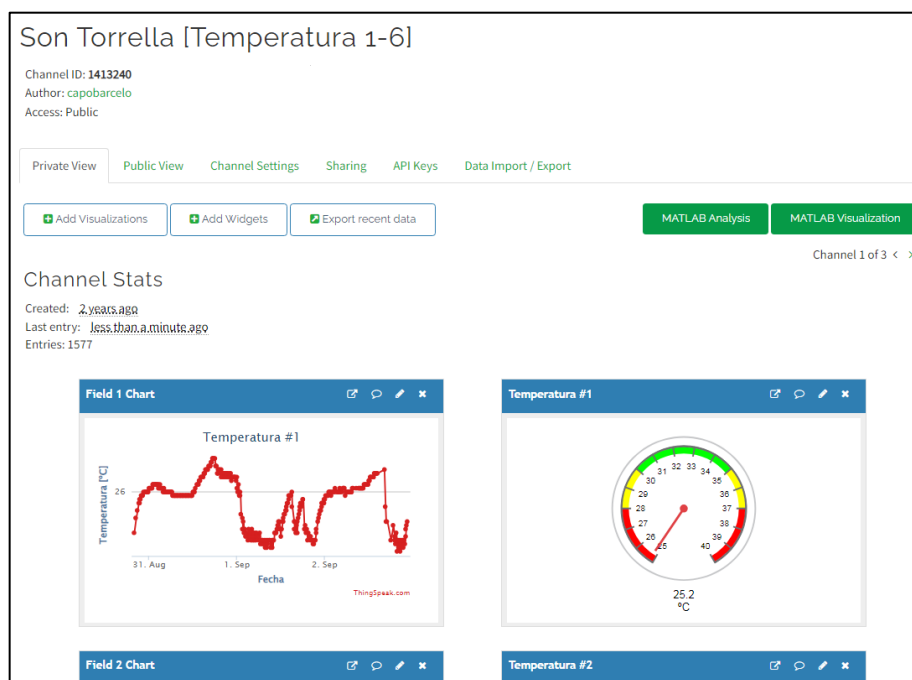 Son Torrella [Temperatura 1-6]
Channel ID: 1413240
Author: capobarcelo
Access: Public
Private View Public View Channel Settings Sharing API Keys Data Import / Export
Add Visualizations Add Widgets Export recent data MATLAB Analysis MATLAB Visualization
Channel 1 of 3 < >
Channel Stats
Created: 2 years ago
Last entry: less than a minute ago
Entries: 1577
Field 1 Chart
Temperatura #1
Temperatura [°C]
26
31. Aug 1. Sep 2. Sep
Fecha
ThingSpeak.com
Temperatura #1
25 26 27 28 29 30 31 32 33 34 35 36 37 38 39 40
25.2
°C
Field 2 Chart
Temperatura #2